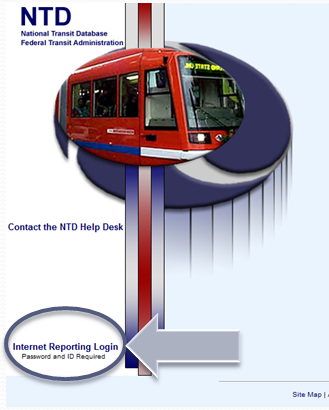 NTD
National Transit Database
Federal Transit Administration
Contact the NTD Help Desk
Internet Reporting Login
Password and ID Required
Site Map |